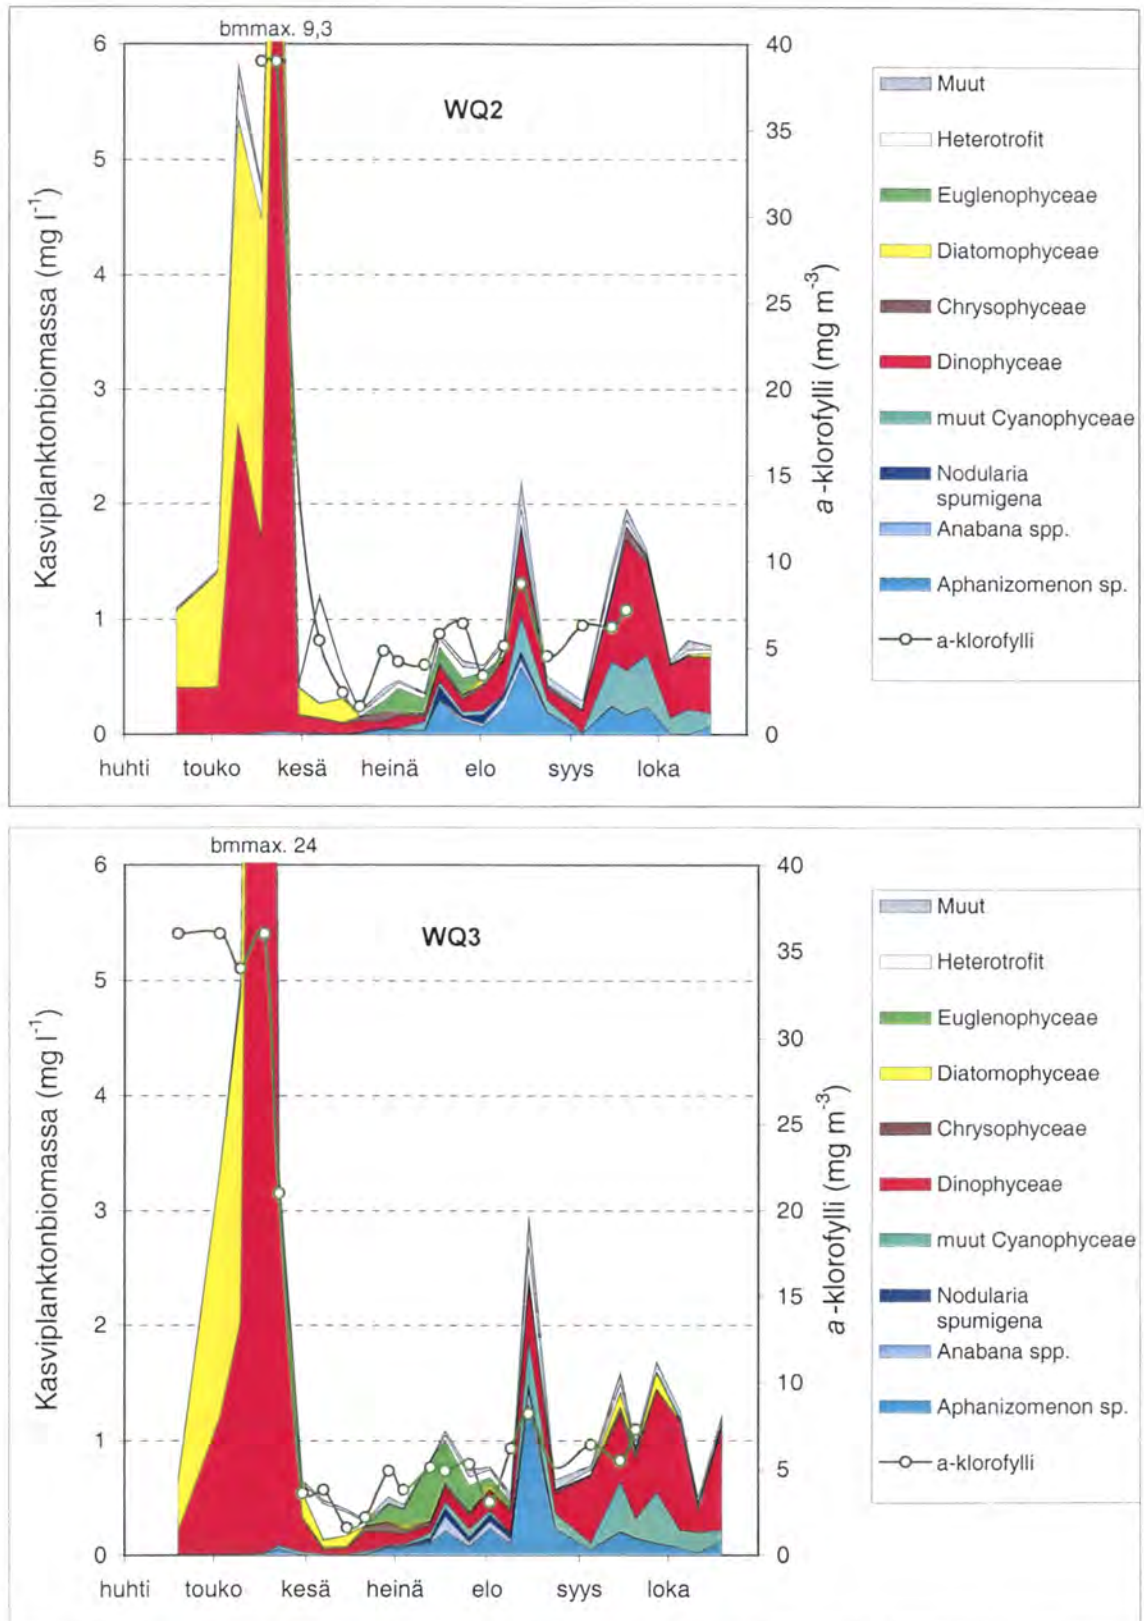 bmmax. 9,3
WQ2
Kasviplanktonbiomassa (mg l⁻¹)
6
5
4
3
2
1
0
40
35
30
25
20
15
10
5
0
a-klorofylli (mg m⁻³)
huhti touko kesä heinä elo syys loka
Muut
Heterotrofit
Euglenophyceae
Diatomophyceae
Chrysophyceae
Dinophyceae
muut Cyanophyceae
Nodularia
spumigena
Anabana spp.
Aphanizomenon sp.
a-klorofylli
bmmax. 24
WQ3
Kasviplanktonbiomassa (mg l⁻¹)
6
5
4
3
2
1
0
40
35
30
25
20
15
10
5
0
a-klorofylli (mg m⁻³)
huhti touko kesä heinä elo syys loka
Muut
Heterotrofit
Euglenophyceae
Diatomophyceae
Chrysophyceae
Dinophyceae
muut Cyanophyceae
Nodularia
spumigena
Anabana spp.
Aphanizomenon sp.
a-klorofylli